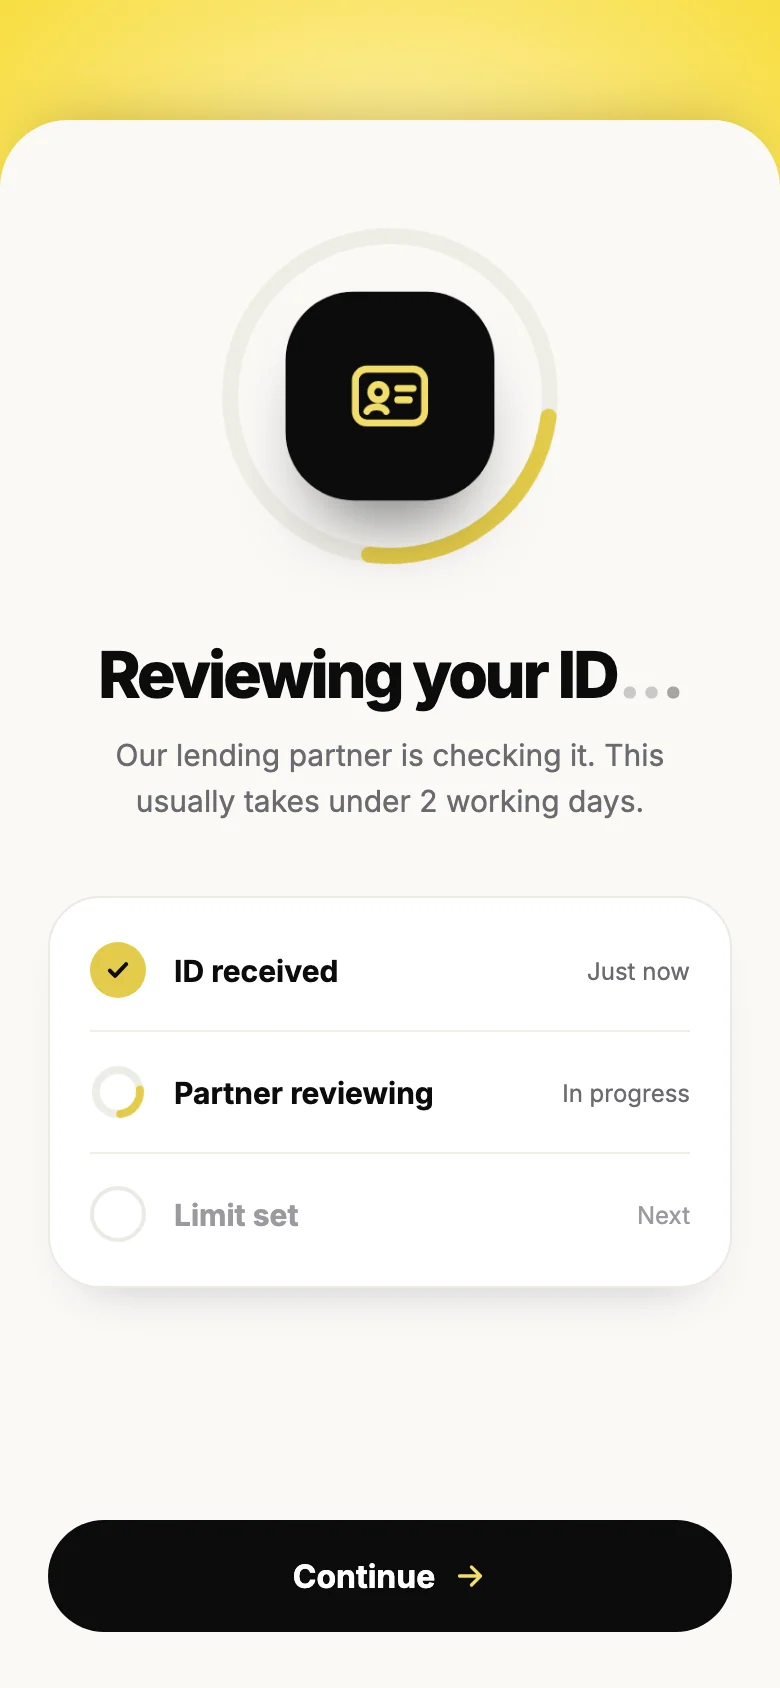 Reviewing your ID...
Our lending partner is checking it. This
usually takes under 2 working days.
ID received
Just now
Partner reviewing
In progress
Limit set
Next
Continue →